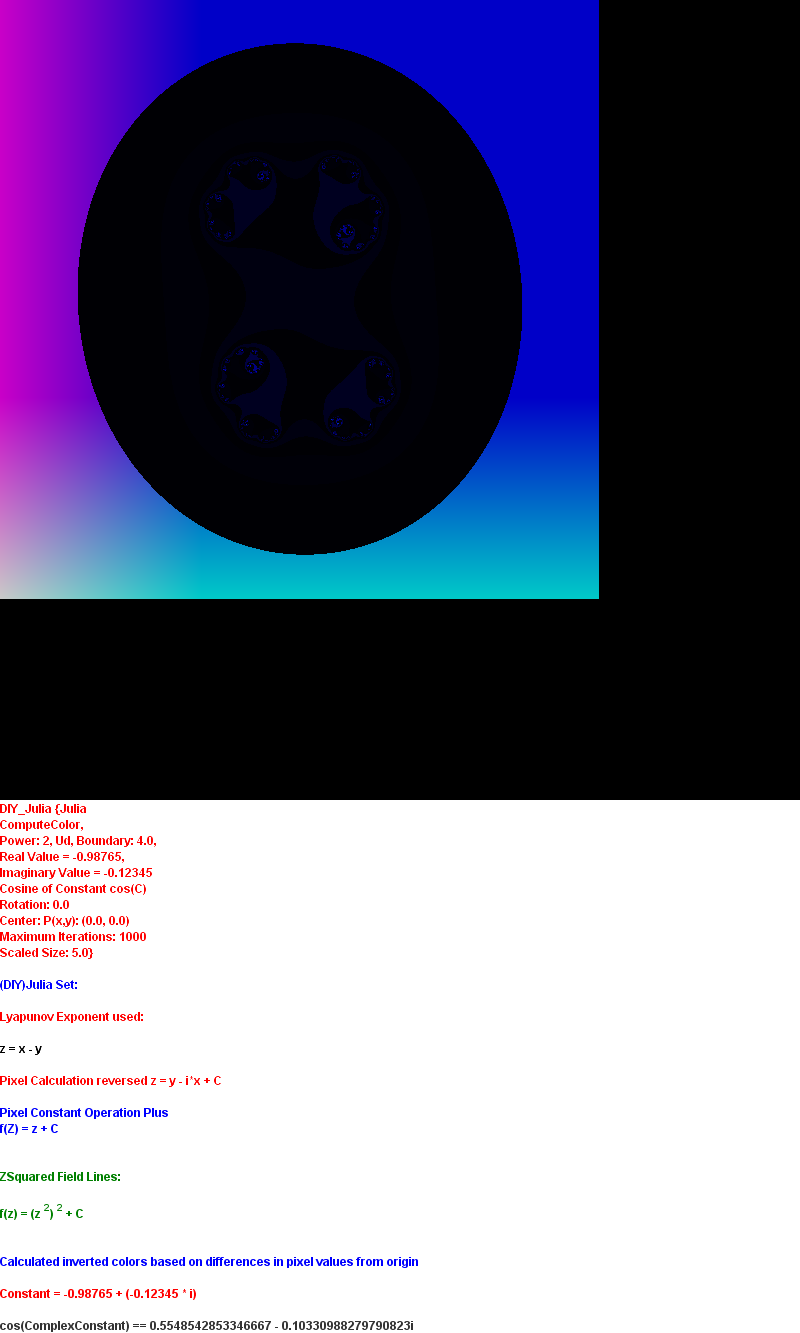 DIY_Julia {Julia
ComputeColor,
Power: 2, Ud, Boundary: 4.0,
Real Value = -0.98765,
Imaginary Value = -0.12345
Cosine of Constant cos(C)
Rotation: 0.0
Center: P(x,y): (0.0, 0.0)
Maximum Iterations: 1000
Scaled Size: 5.0}
(DIY)Julia Set:
Lyapunov Exponent used:
z = x - y
Pixel Calculation reversed z = y - i*x + C
Pixel Constant Operation Plus
f(Z) = z + C
ZSquared Field Lines:
f(z) = (z ²) ² + C
Calculated inverted colors based on differences in pixel values from origin
Constant = -0.98765 + (-0.12345 * i)
cos(ComplexConstant) == 0.5548542853346667 - 0.10330988279790823i